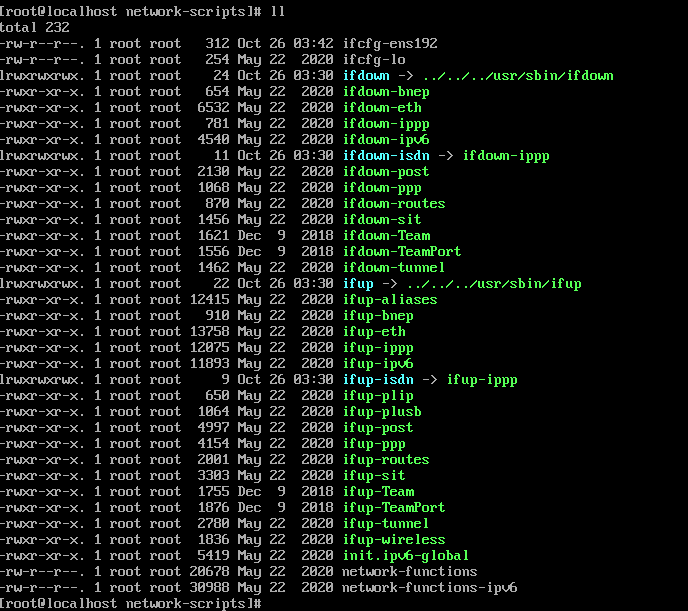 [root@localhost network-scripts]# ll
total 232
-rw-r--r--. 1 root root   312 Oct 26 03:42 ifcfg-ens192
-rw-r--r--. 1 root root   254 May 22  2020 ifcfg-lo
lrwxrwxrwx. 1 root root    24 Oct 26 03:30 ifdown -> ../../../usr/sbin/ifdown
-rwxr-xr-x. 1 root root   654 May 22  2020 ifdown-bnep
-rwxr-xr-x. 1 root root  6532 May 22  2020 ifdown-eth
-rwxr-xr-x. 1 root root   781 May 22  2020 ifdown-ippp
-rwxr-xr-x. 1 root root  4540 May 22  2020 ifdown-ipv6
lrwxrwxrwx. 1 root root    11 Oct 26 03:30 ifdown-isdn -> ifdown-ippp
-rwxr-xr-x. 1 root root  2130 May 22  2020 ifdown-post
-rwxr-xr-x. 1 root root  1068 May 22  2020 ifdown-ppp
-rwxr-xr-x. 1 root root   870 May 22  2020 ifdown-routes
-rwxr-xr-x. 1 root root  1456 May 22  2020 ifdown-sit
-rwxr-xr-x. 1 root root  1621 Dec  9  2018 ifdown-Team
-rwxr-xr-x. 1 root root  1556 Dec  9  2018 ifdown-TeamPort
-rwxr-xr-x. 1 root root  1462 May 22  2020 ifdown-tunnel
lrwxrwxrwx. 1 root root    22 Oct 26 03:30 ifup -> ../../../usr/sbin/ifup
-rwxr-xr-x. 1 root root 12415 May 22  2020 ifup-aliases
-rwxr-xr-x. 1 root root   910 May 22  2020 ifup-bnep
-rwxr-xr-x. 1 root root 13758 May 22  2020 ifup-eth
-rwxr-xr-x. 1 root root 12075 May 22  2020 ifup-ippp
-rwxr-xr-x. 1 root root 11893 May 22  2020 ifup-ipv6
lrwxrwxrwx. 1 root root     9 Oct 26 03:30 ifup-isdn -> ifup-ippp
-rwxr-xr-x. 1 root root   650 May 22  2020 ifup-plip
-rwxr-xr-x. 1 root root  1064 May 22  2020 ifup-plusb
-rwxr-xr-x. 1 root root  4997 May 22  2020 ifup-post
-rwxr-xr-x. 1 root root  4154 May 22  2020 ifup-ppp
-rwxr-xr-x. 1 root root  2001 May 22  2020 ifup-routes
-rwxr-xr-x. 1 root root  3303 May 22  2020 ifup-sit
-rwxr-xr-x. 1 root root  1755 Dec  9  2018 ifup-Team
-rwxr-xr-x. 1 root root  1876 Dec  9  2018 ifup-TeamPort
-rwxr-xr-x. 1 root root  2780 May 22  2020 ifup-tunnel
-rwxr-xr-x. 1 root root  1836 May 22  2020 ifup-wireless
-rwxr-xr-x. 1 root root  5419 May 22  2020 init.ipv6-global
-rw-r--r--. 1 root root 20678 May 22  2020 network-functions
-rw-r--r--. 1 root root 30988 May 22  2020 network-functions-ipv6
[root@localhost network-scripts]#